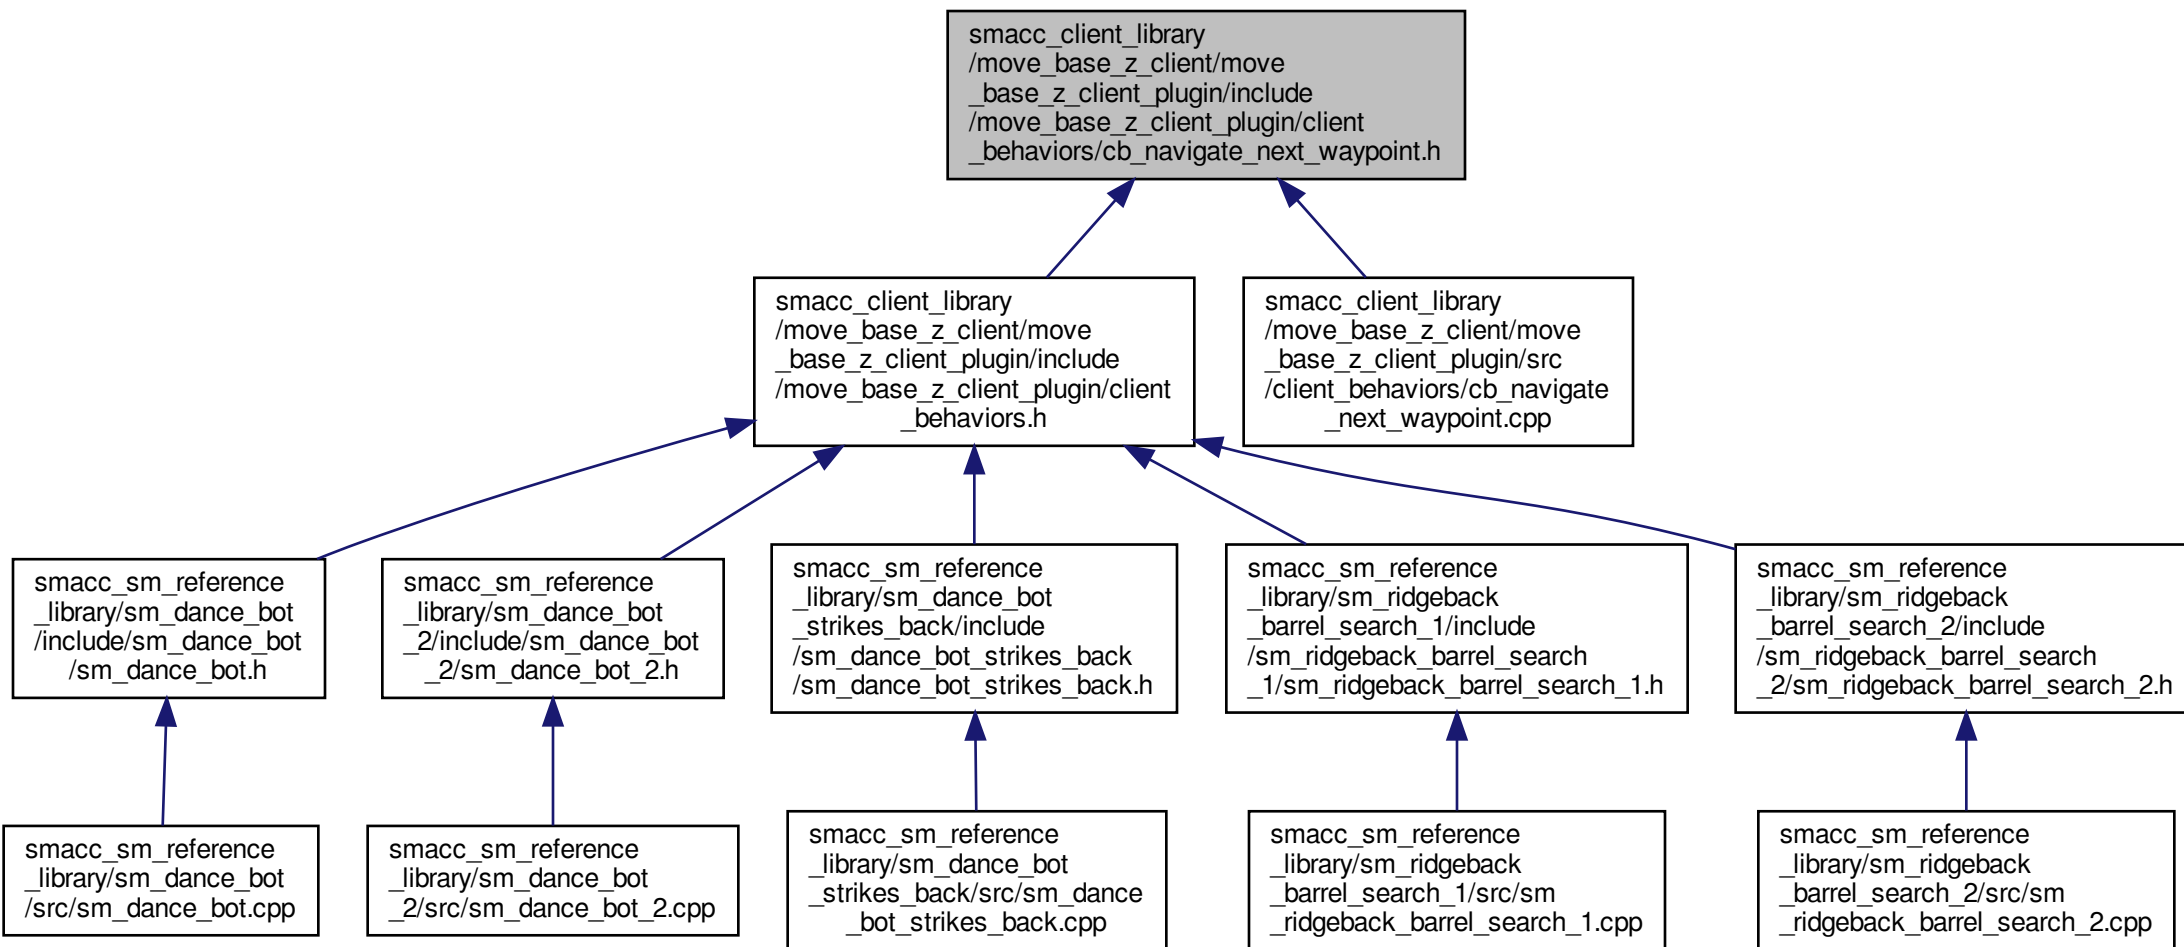 smacc_client_library
/move_base_z_client/move
_base_z_client_plugin/include
/move_base_z_client_plugin/client
_behaviors/cb_navigate_next_waypoint.h
smacc_client_library
/move_base_z_client/move
_base_z_client_plugin/include
/move_base_z_client_plugin/client
_behaviors.h
smacc_client_library
/move_base_z_client/move
_base_z_client_plugin/src
/client_behaviors/cb_navigate
_next_waypoint.cpp
smacc_sm_reference
_library/sm_dance_bot
/include/sm_dance_bot
/sm_dance_bot.h
smacc_sm_reference
_library/sm_dance_bot
_2/include/sm_dance_bot
_2/sm_dance_bot_2.h
smacc_sm_reference
_library/sm_dance_bot
_strikes_back/include
/sm_dance_bot_strikes_back
/sm_dance_bot_strikes_back.h
smacc_sm_reference
_library/sm_ridgeback
_barrel_search_1/include
/sm_ridgeback_barrel_search
_1/sm_ridgeback_barrel_search_1.h
smacc_sm_reference
_library/sm_ridgeback
_barrel_search_2/include
/sm_ridgeback_barrel_search
_2/sm_ridgeback_barrel_search_2.h
smacc_sm_reference
_library/sm_dance_bot
/src/sm_dance_bot.cpp
smacc_sm_reference
_library/sm_dance_bot
_2/src/sm_dance_bot_2.cpp
smacc_sm_reference
_library/sm_dance_bot
_strikes_back/src/sm_dance
_bot_strikes_back.cpp
smacc_sm_reference
_library/sm_ridgeback
_barrel_search_1/src/sm
_ridgeback_barrel_search_1.cpp
smacc_sm_reference
_library/sm_ridgeback
_barrel_search_2/src/sm
_ridgeback_barrel_search_2.cpp